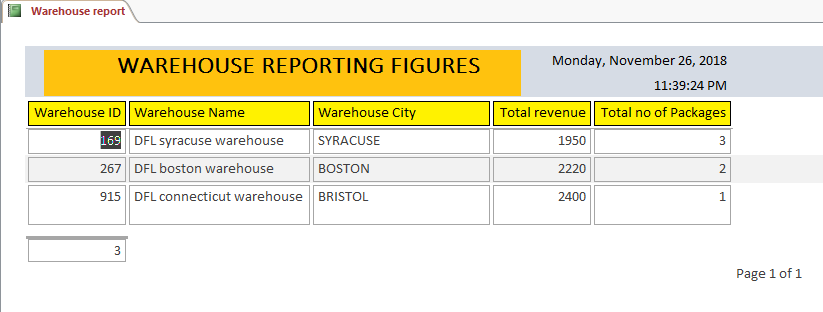 Warehouse report
WAREHOUSE REPORTING FIGURES
Monday, November 26, 2018
11:39:24 PM
Warehouse ID Warehouse Name Warehouse City Total revenue Total no of Packages
169 DFL syracuse warehouse SYRACUSE 1950 3
267 DFL boston warehouse BOSTON 2220 2
915 DFL connecticut warehouse BRISTOL 2400 1
3
Page 1 of 1